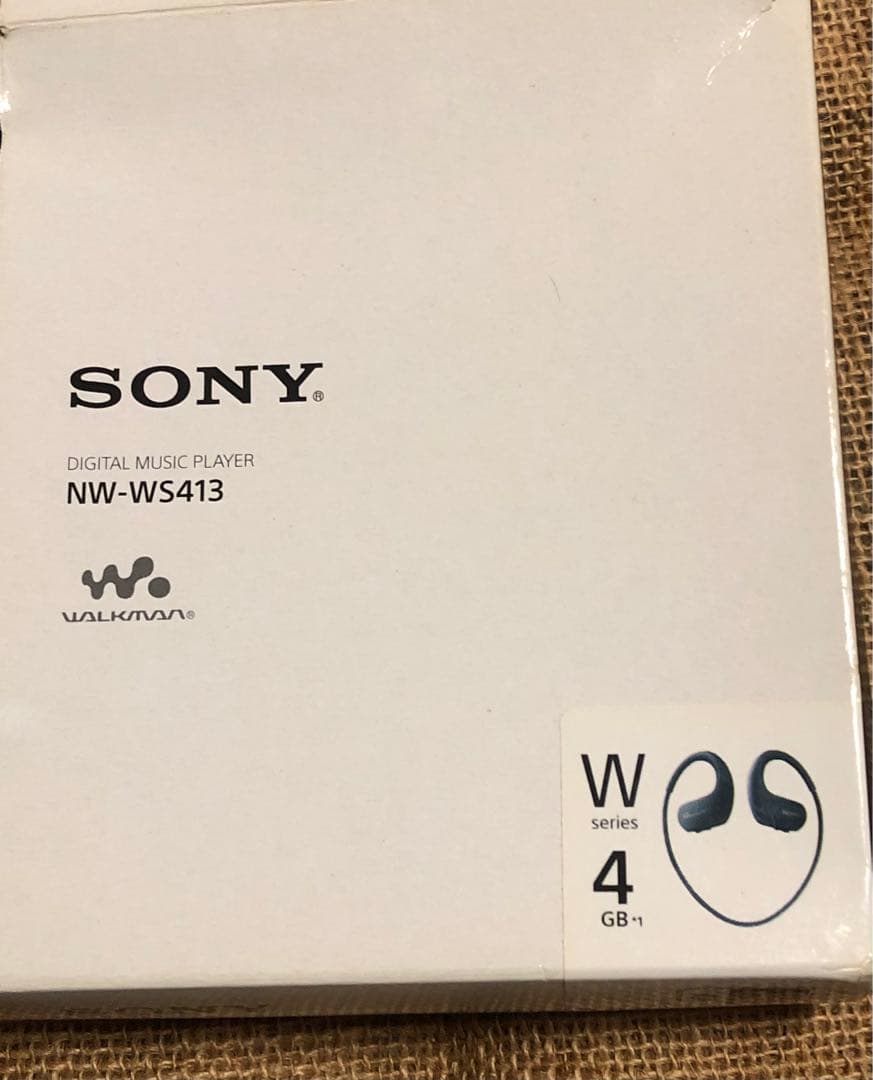 SONY®
DIGITAL MUSIC PLAYER
NW-WS413
WALKMAN®
W
series
4
GB *1